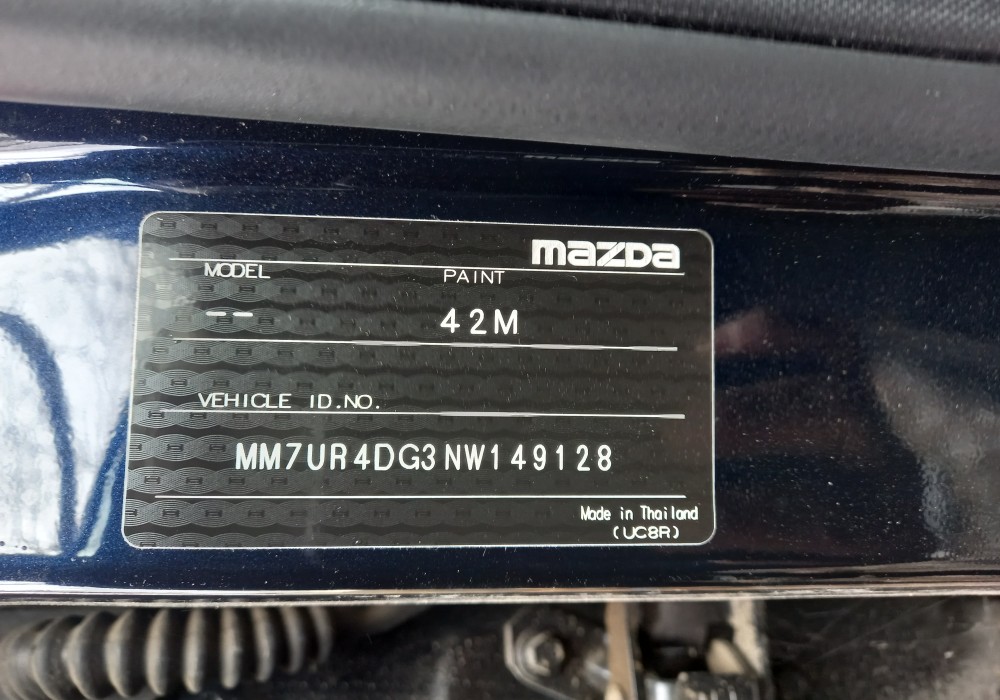 mazda
MODEL PAINT
-- 42M
VEHICLE ID.NO.
MM7UR4DG3NW149128
Made in Thailand
(UC8R)